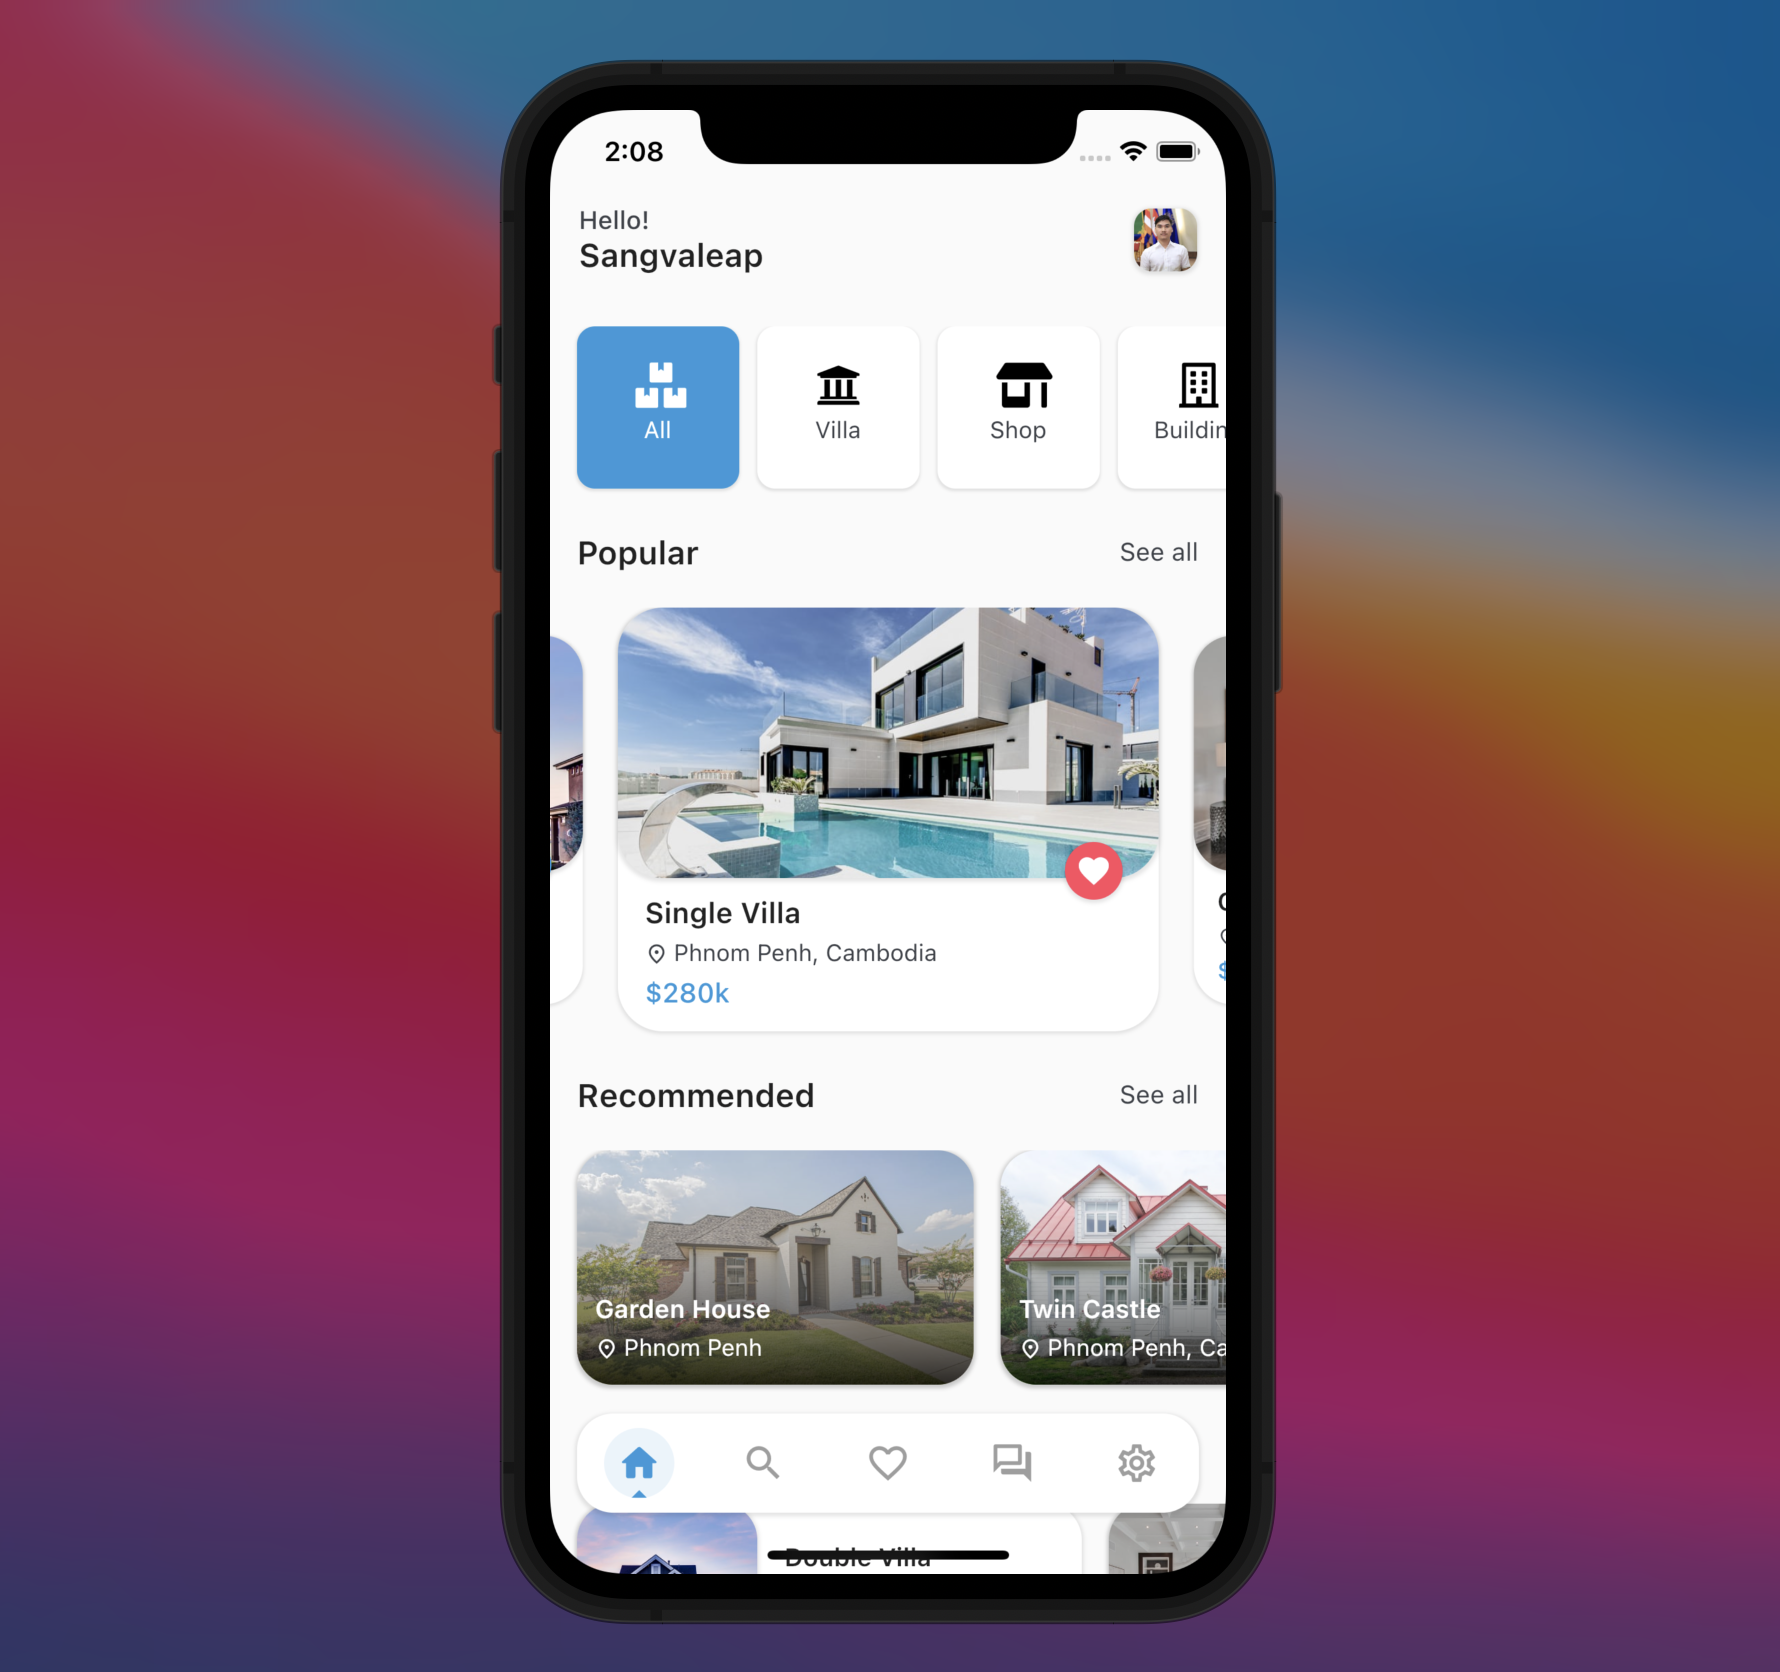 2:08
Hello!
Sangvaleap
All
Villa
Shop
Buildin
Popular
See all
Single Villa
Phnom Penh, Cambodia
$280k
$
Recommended
See all
Garden House
Phnom Penh
Twin Castle
Phnom Penh, Ca
Double Villa